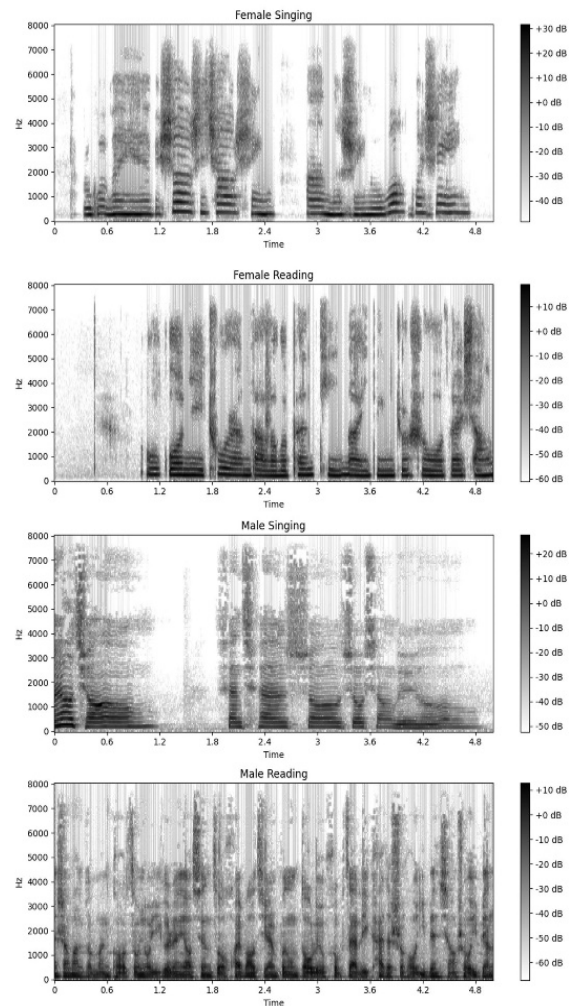 Female Singing
8000
7000
6000
5000
4000
3000
2000
1000
0
Hz
0 0.6 1.2 1.8 2.4 3 3.6 4.2 4.8
Time
+30 dB
+20 dB
+10 dB
+0 dB
-10 dB
-20 dB
-30 dB
-40 dB
Female Reading
8000
7000
6000
5000
4000
3000
2000
1000
0
Hz
0 0.6 1.2 1.8 2.4 3 3.6 4.2 4.8
Time
+10 dB
+0 dB
-10 dB
-20 dB
-30 dB
-40 dB
-50 dB
-60 dB
Male Singing
8000
7000
6000
5000
4000
3000
2000
1000
0
Hz
0 0.6 1.2 1.8 2.4 3 3.6 4.2 4.8
Time
+20 dB
+10 dB
+0 dB
-10 dB
-20 dB
-30 dB
-40 dB
-50 dB
Male Reading
8000
7000
6000
5000
4000
3000
2000
1000
0
Hz
0 0.6 1.2 1.8 2.4 3 3.6 4.2 4.8
Time
+10 dB
+0 dB
-10 dB
-20 dB
-30 dB
-40 dB
-50 dB
-60 dB